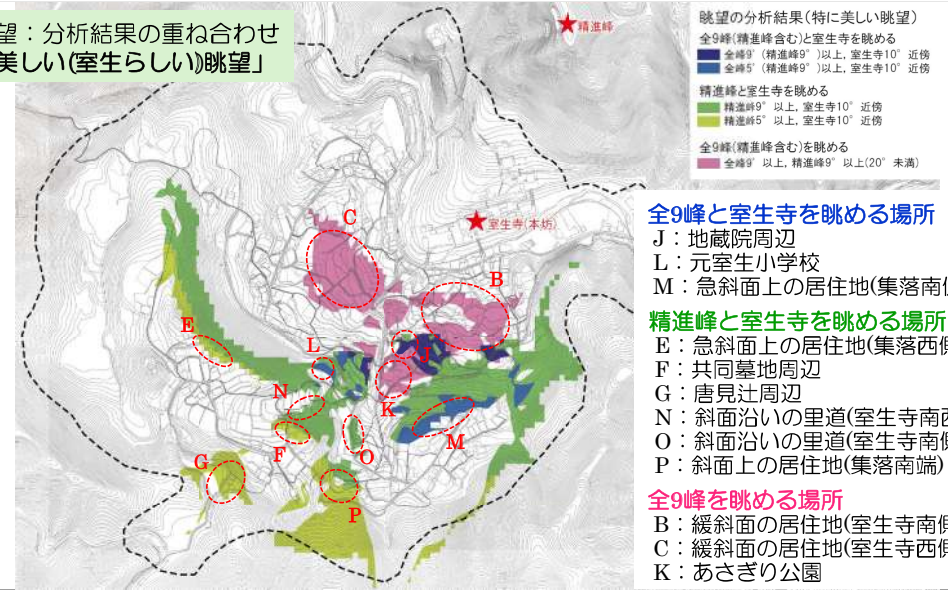 望：分析結果の重ね合わせ
美しい(室生らしい)眺望」
精進峰
室生寺(本坊)
C
B
E
L
J
N
K
F
M
O
G
P
眺望の分析結果(特に美しい眺望)
全9峰(精進峰含む)と室生寺を眺める
全峰9°(精進峰9°)以上,室生寺10°近傍
全峰5°(精進峰9°)以上,室生寺10°近傍
精進峰と室生寺を眺める
精進峰9°以上,室生寺10°近傍
精進峰5°以上,室生寺10°近傍
全9峰(精進峰含む)を眺める
全峰9°以上,精進峰9°以上(20°未満)
全9峰と室生寺を眺める場所
J：地蔵院周辺
L：元室生小学校
M：急斜面上の居住地(集落南
精進峰と室生寺を眺める場所
E：急斜面上の居住地(集落西
F：共同墓地周辺
G：唐見辻周辺
N：斜面沿いの里道(室生寺南
O：斜面沿いの里道(室生寺南
P：斜面上の居住地(集落南端)
全9峰を眺める場所
B：緩斜面の居住地(室生寺南
C：緩斜面の居住地(室生寺西
K：あさぎり公園